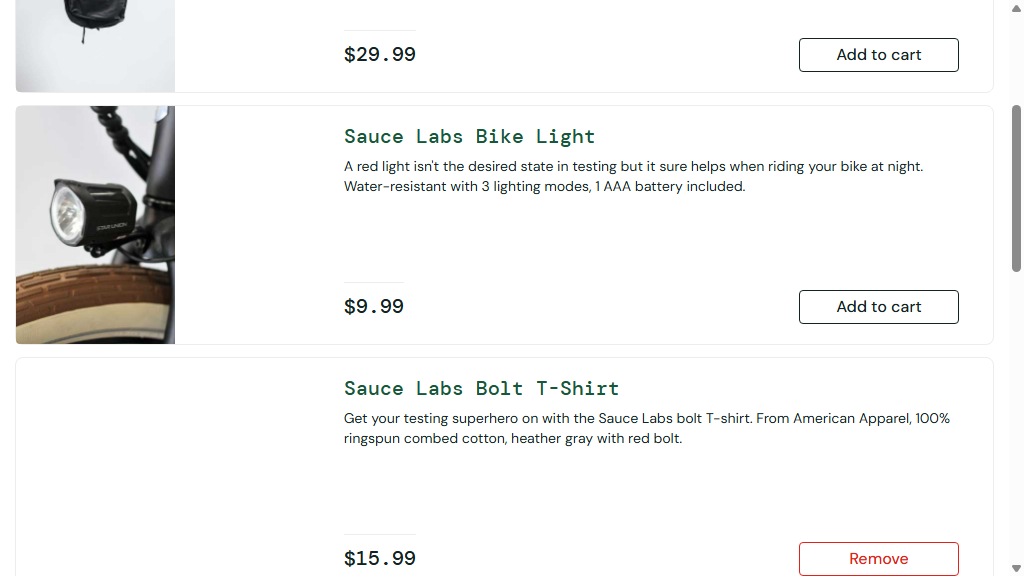 $29.99
Add to cart
Sauce Labs Bike Light
A red light isn't the desired state in testing but it sure helps when riding your bike at night.
Water-resistant with 3 lighting modes, 1 AAA battery included.
$9.99
Add to cart
Sauce Labs Bolt T-Shirt
Get your testing superhero on with the Sauce Labs bolt T-shirt. From American Apparel, 100%
ringspun combed cotton, heather gray with red bolt.
$15.99
Remove